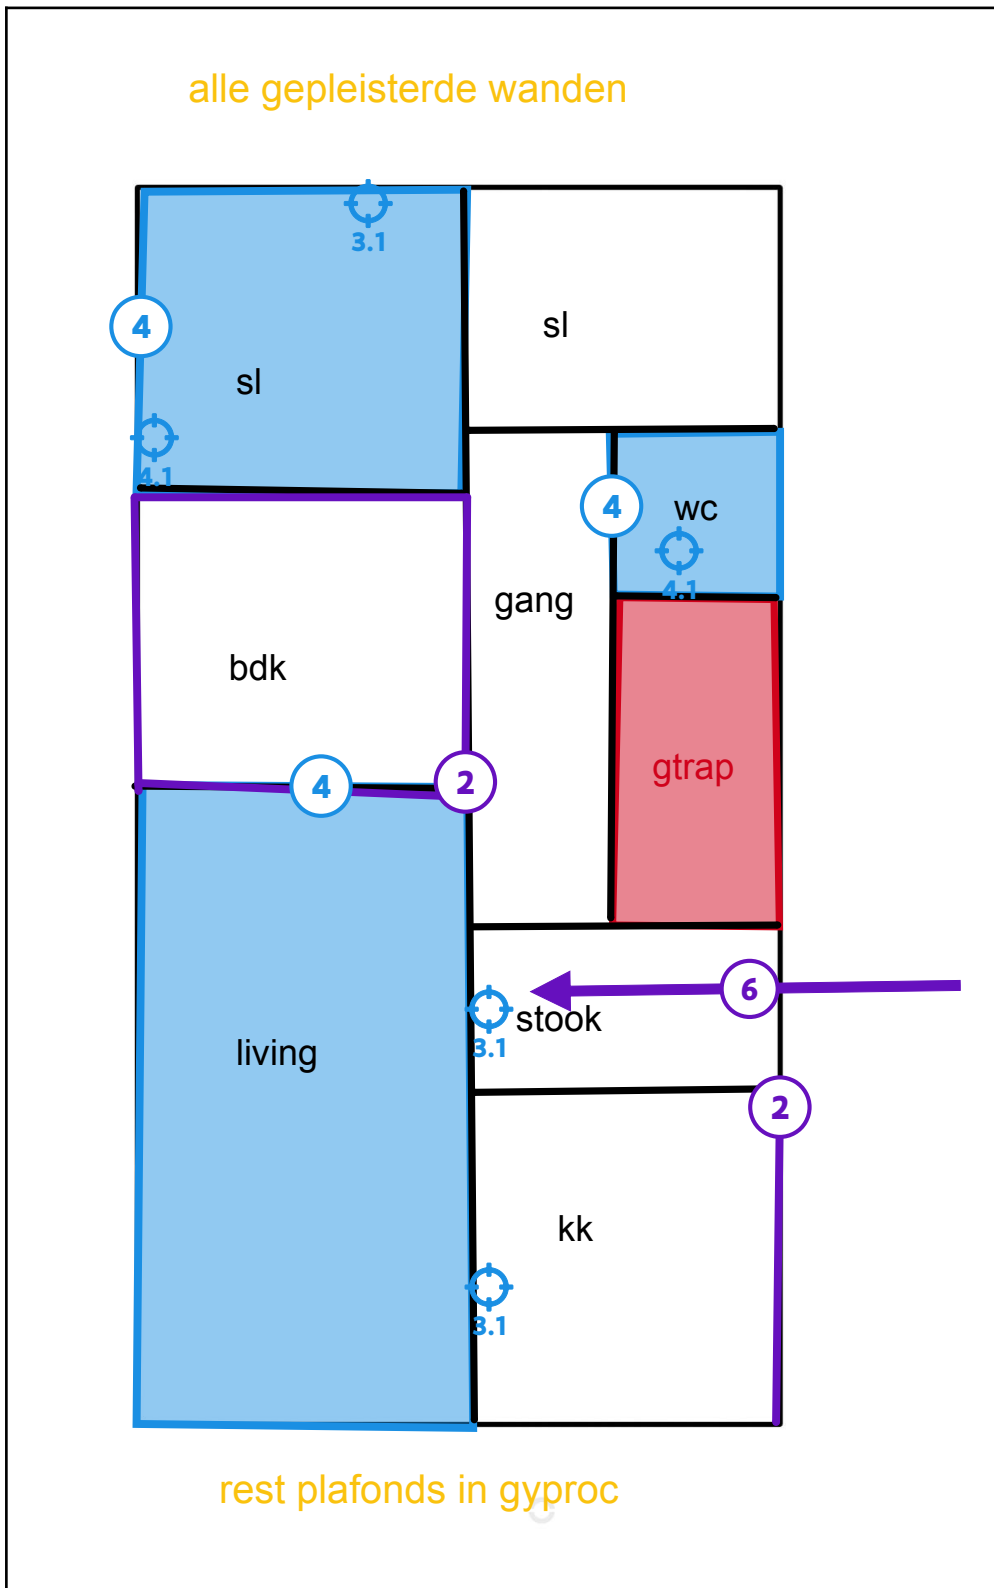 alle gepleisterde wanden
3.1
4
sl
sl
4.1
4
wc
4.1
gang
bdk
gtrap
4
2
6
stook
3.1
living
2
kk
3.1
rest plafonds in gyproc